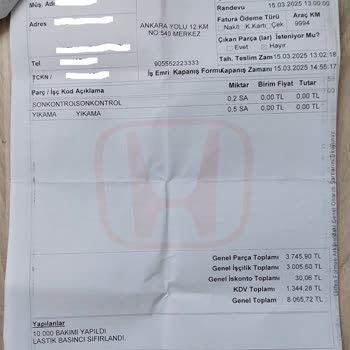 Randevu 15.03.2025 13:00:00
Müş. Adı
Adres
ANKARA YOLU 12.KM
NO:540 MERKEZ
Fatura Ödeme Türü Araç KM
Nakit K.Kartı Çek 9994
Çıkan Parça (lar) İsteniyor Mu?
Evet Hayır
Tah. Teslim Zam 15.03.2025 13:02:18
Tel 905552223333
İş Emri Kapanış Formu Kapanış Zamanı 15.03.2025 14:55:17
TCKN /
Parça / İşç Kod Açıklama Miktar Birim Fiyat Tutar
SONKONTROLSONKONTROL 0,2 SA 0,00 TL 0,00 TL
YIKAMA YIKAMA 0,5 SA 0,00 TL 0,00 TL
Genel Parça Toplamı 3.745,90 TL
Genel İşçilik Toplamı 3.005,60 TL
Genel İskonto Toplamı 30,06 TL
KDV Toplamı 1.344,28 TL
Genel Toplam 8.065,72 TL
Yapılanlar
10.000 BAKIMI YAPILDI
LASTİK BASINCI SIFIRLANDI